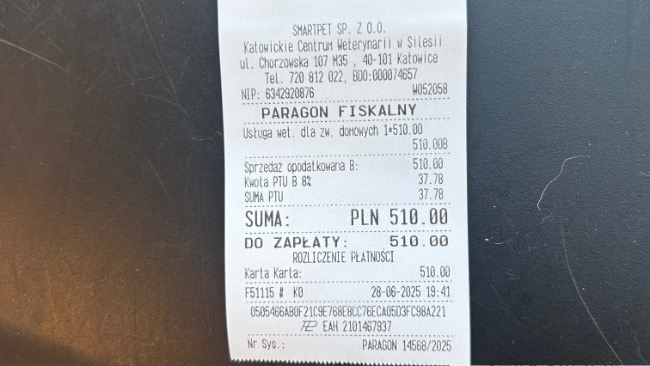 SMARTPET SP. Z O.O.
Katowickie Centrum Weterynarii w Silesii
ul. Chorzowska 107 M35 , 40-101 Katowice
Tel. 720 812 022, BDO:000074657
NIP: 6342920876 W052058
PARAGON FISKALNY
Usługa wet. dla zw. domowych 1*510.00
510.00B
Sprzedaż opodatkowana B: 510.00
Kwota PTU B 8% 37.78
SUMA PTU 37.78
SUMA: PLN 510.00
DO ZAPŁATY: 510.00
ROZLICZENIE PŁATNOŚCI
Karta Karta: 510.00
F51115 # K0 28-06-2025 19:41
0505466AB0F21C9E768EBCC76ECA05D3FC98A221
EAH 2101467937
Nr Sys.: PARAGON 14568/2025